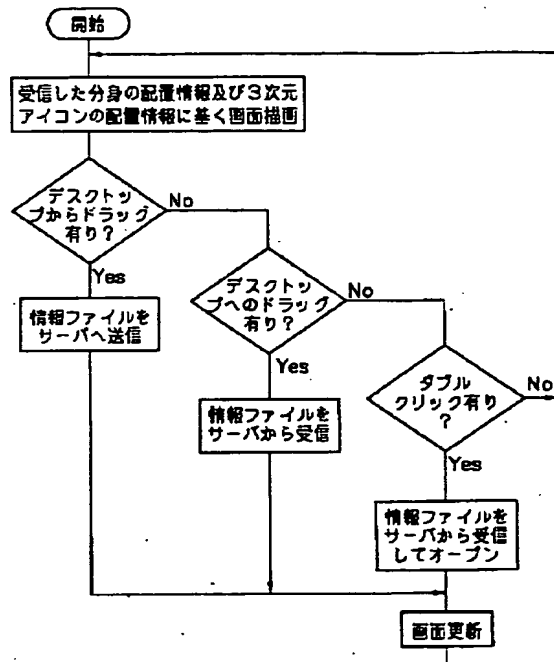 開始
受信した分身の配置情報及び3次元
アイコンの配置情報に基く画面描画
デスクトッ
プからドラッグ
有り?
No
Yes
情報ファイルを
サーバへ送信
デスクトッ
プへのドラッグ
有り?
No
Yes
情報ファイルを
サーバから受信
ダブル
クリック有り
?
No
Yes
情報ファイルを
サーバから受信
してオープン
画面更新